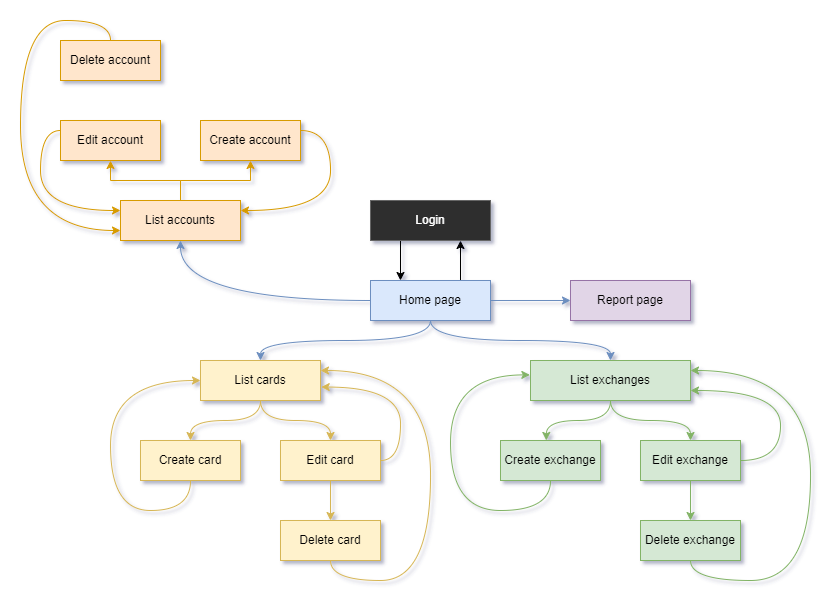 Delete account
Edit account
Create account
List accounts
Login
Home page
Report page
List cards
List exchanges
Create card
Edit card
Create exchange
Edit exchange
Delete card
Delete exchange